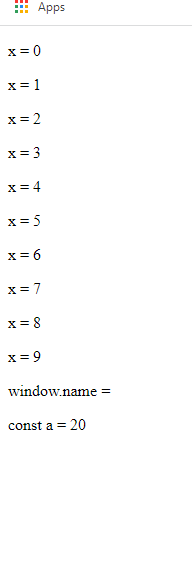 Apps
x = 0
x = 1
x = 2
x = 3
x = 4
x = 5
x = 6
x = 7
x = 8
x = 9
window.name =
const a = 20